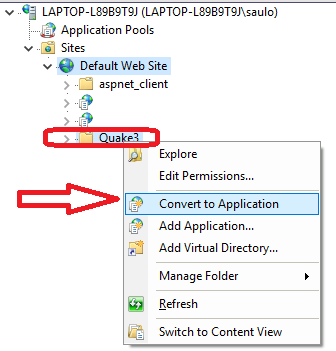 LAPTOP-L89B9T9J (LAPTOP-L89B9T9J\saulo)
Application Pools
Sites
Default Web Site
aspnet_client
Quake3
Explore
Edit Permissions...
Convert to Application
Add Application...
Add Virtual Directory...
Manage Folder
Refresh
Switch to Content View